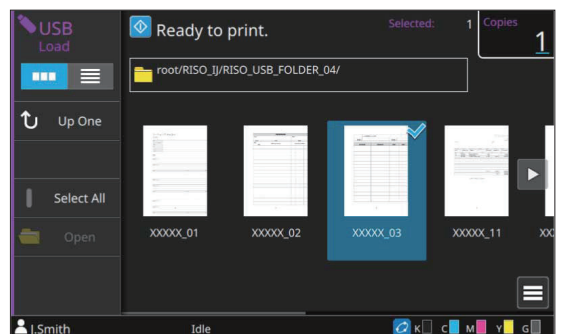 USB
Load
Ready to print.
Selected: 1
Copies
1
root/RISO_IJ/RISO_USB_FOLDER_04/
Up One
Select All
Open
XXXXX_01
XXXXX_02
XXXXX_03
XXXXX_11
XX
J.Smith
Idle
K C M Y G